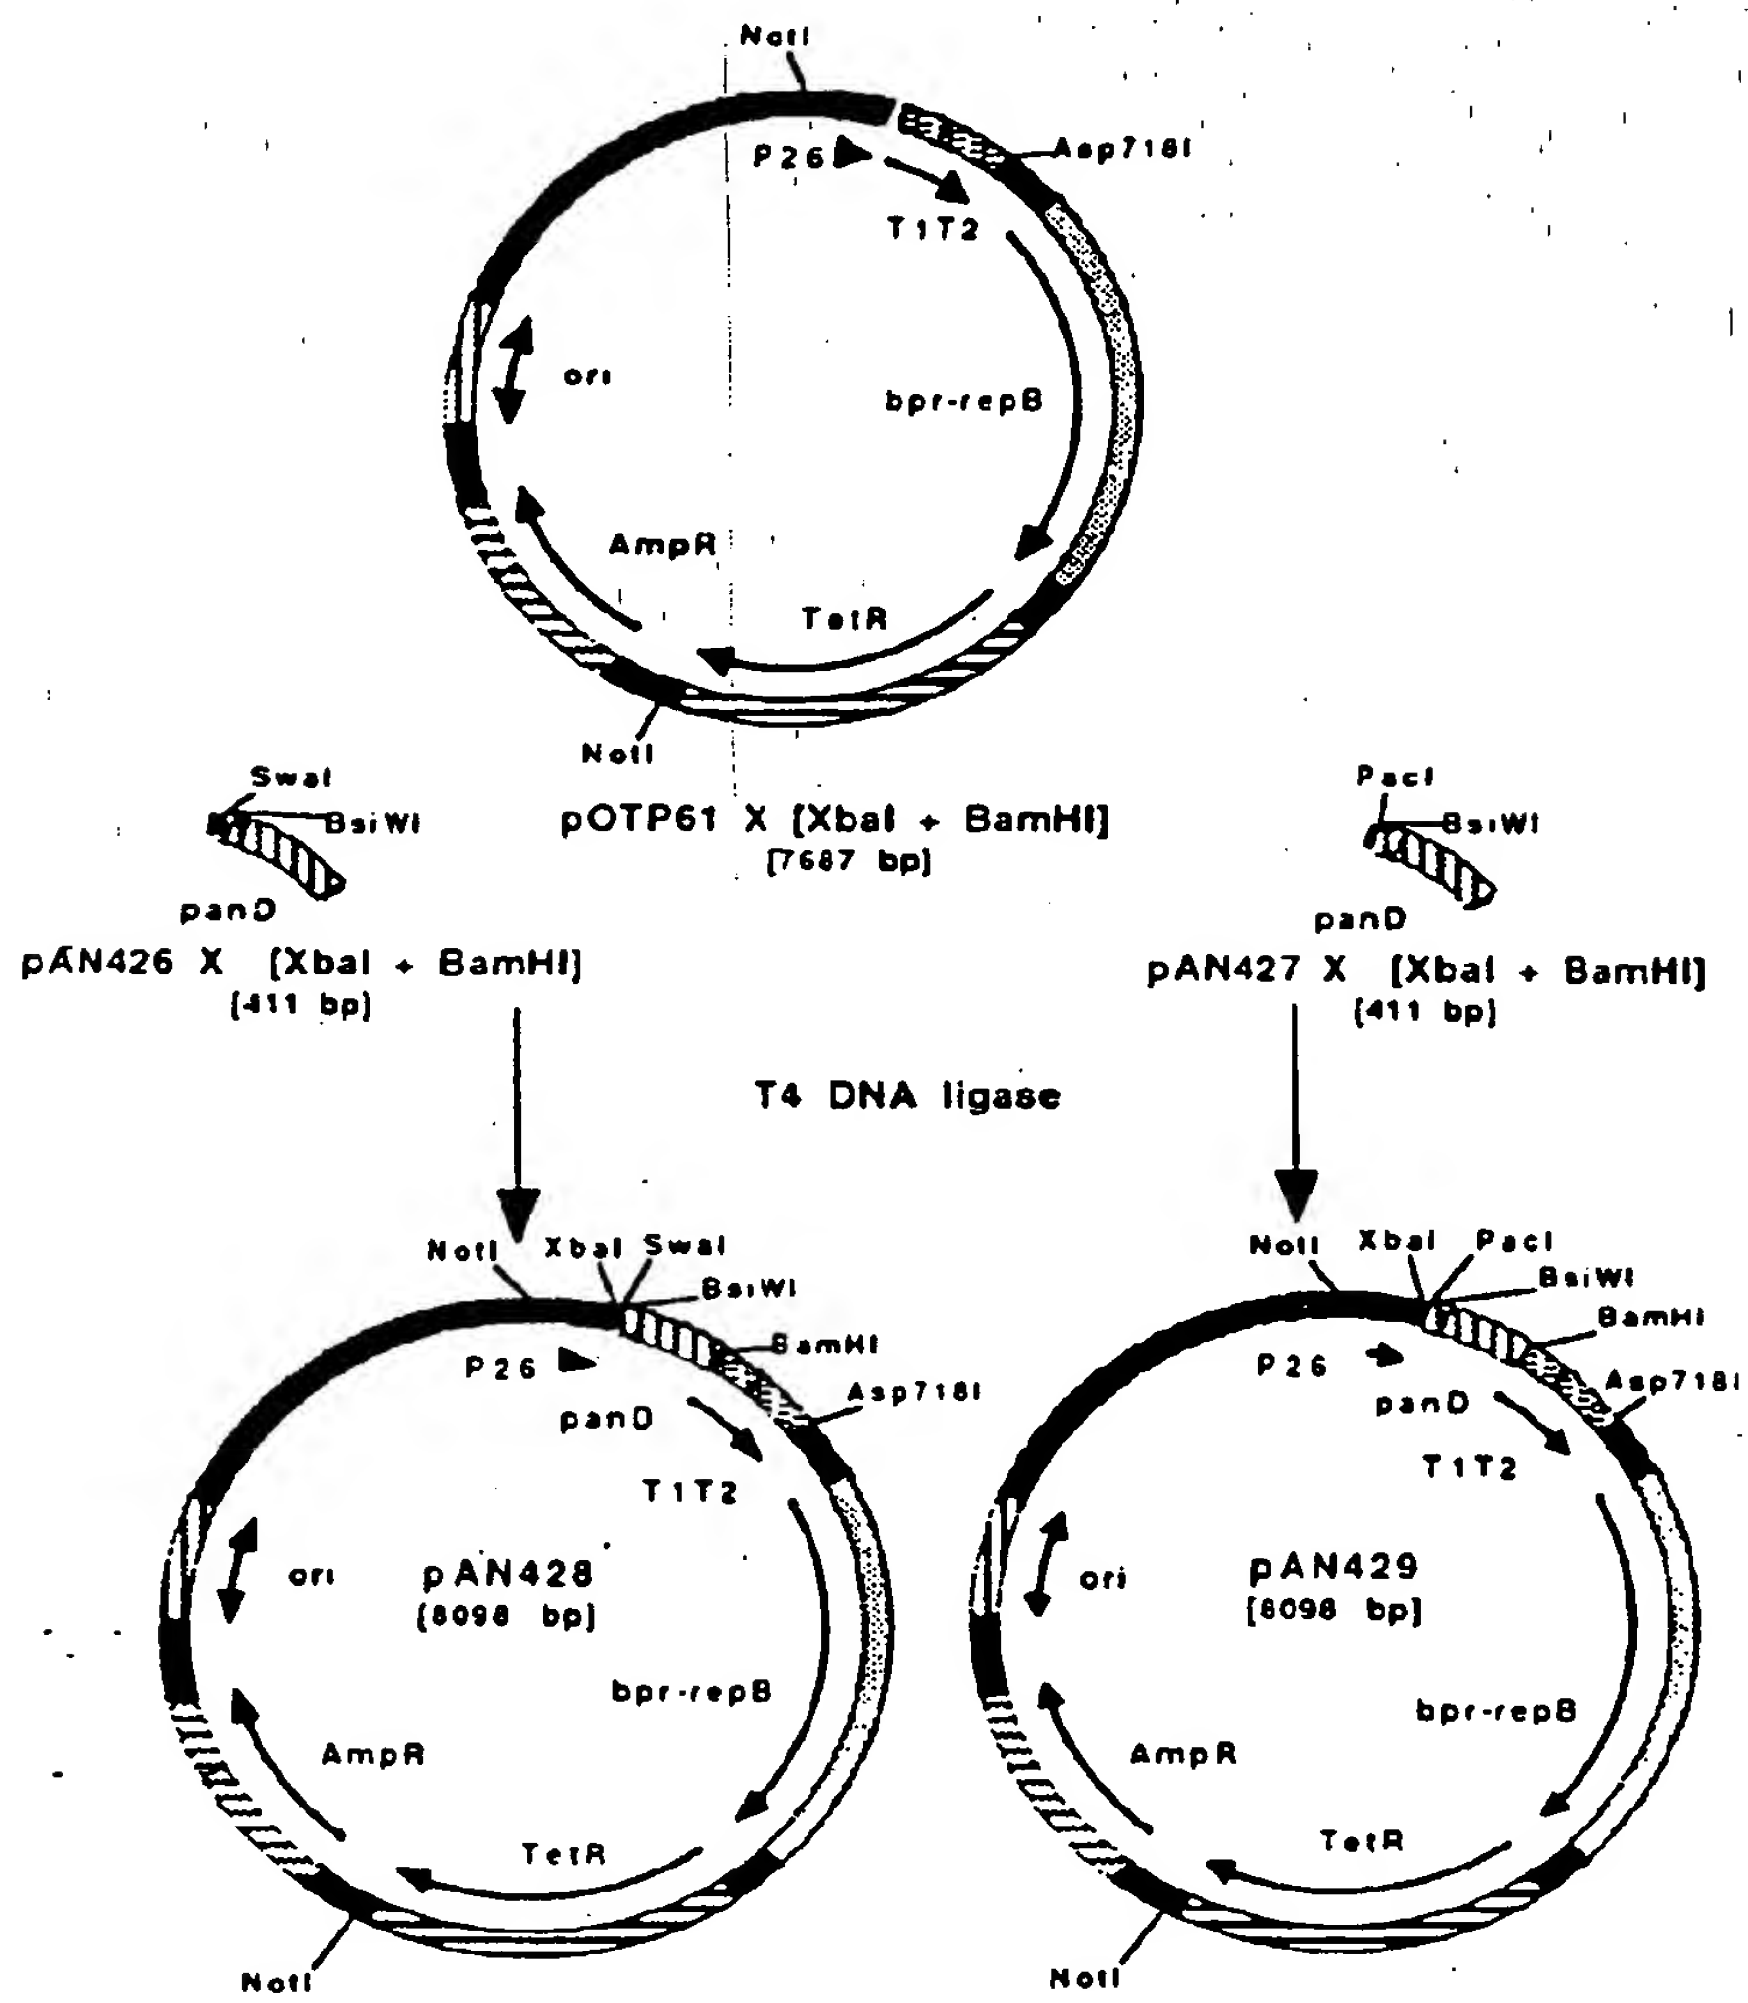 NotI
P26
Asp718I
T1T2
ori
bpr-repB
AmpR
TetR
NotI
SwaI
BsiWI
panD
pAN426 X [XbaI + BamHI]
[411 bp]
pOTP61 X [XbaI + BamHI]
[7687 bp]
PacI
BsiWI
panD
pAN427 X [XbaI + BamHI]
[411 bp]
T4 DNA ligase
NotI
XbaI
SwaI
BsiWI
BamHI
P26
Asp718I
panD
T1T2
ori
pAN428
[8098 bp]
bpr-repB
AmpR
TetR
NotI
NotI
XbaI
PacI
BsiWI
BamHI
P26
Asp718I
panD
T1T2
ori
pAN429
[8098 bp]
bpr-repB
AmpR
TetR
NotI